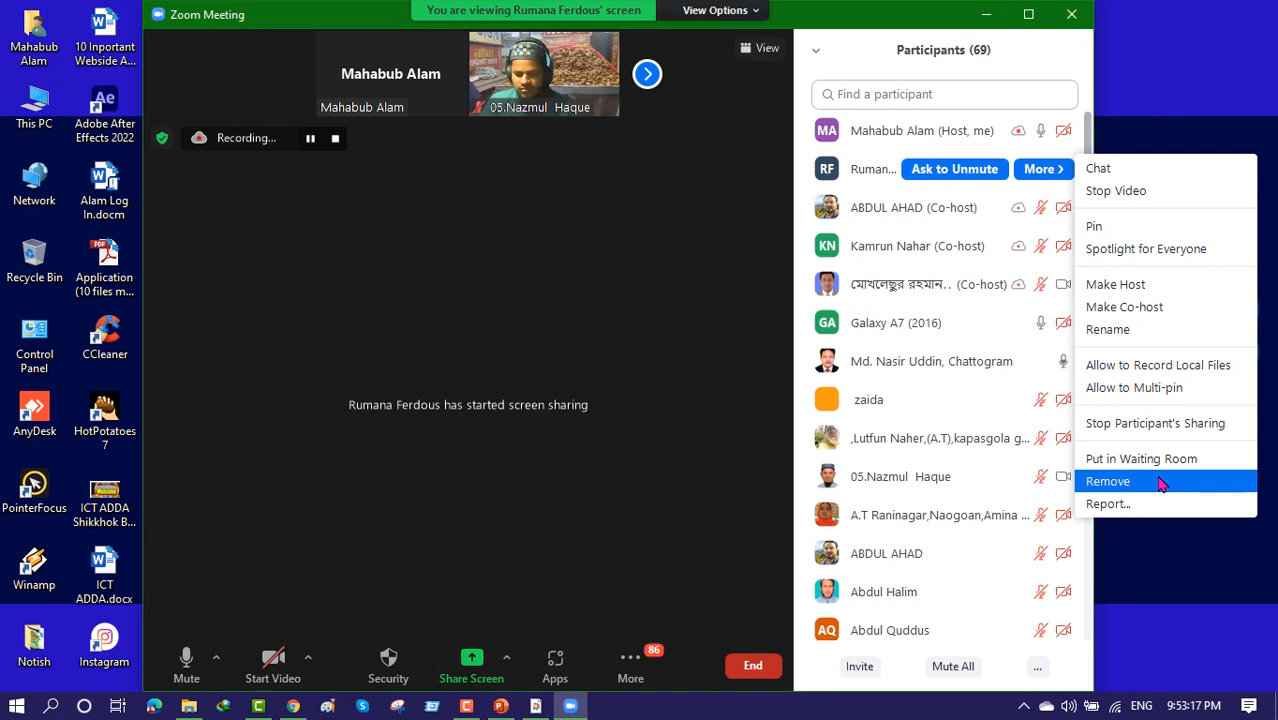 Zoom Meeting
You are viewing Rumana Ferdous' screen
View Options
Mahabub Alam
Mahabub Alam
05.Nazmul Haque
View
Recording...
Rumana Ferdous has started screen sharing
Mute
Start Video
Security
Share Screen
Apps
More
86
End
Participants (69)
Find a participant
MA Mahabub Alam (Host, me)
RF Ruman... Ask to Unmute More
ABDUL AHAD (Co-host)
KN Kamrun Nahar (Co-host)
মোখলেছুর রহমান.. (Co-host)
GA Galaxy A7 (2016)
Md. Nasir Uddin, Chattogram
zaida
,Lutfun Naher,(A.T),kapasgola g...
05.Nazmul Haque
A.T Raninagar,Naogoan,Amina ...
ABDUL AHAD
Abdul Halim
AQ Abdul Quddus
Invite
Mute All
...
Chat
Stop Video
Pin
Spotlight for Everyone
Make Host
Make Co-host
Rename
Allow to Record Local Files
Allow to Multi-pin
Stop Participant's Sharing
Put in Waiting Room
Remove
Report...
Mahabub Alam
10 Inportant Webside A...
This PC
Ae
Adobe After Effects 2022
Network
Alam Log In.docm
Recycle Bin
PDF
Application (10 files m...
Control Panel
CCleaner
AnyDesk
HotPotatoes 7
PointerFocus
Welcome
ICT ADDA Shikkhok B...
Winamp
ICT ADDA.docx
Notish
Instagram
ENG
9:53:17 PM